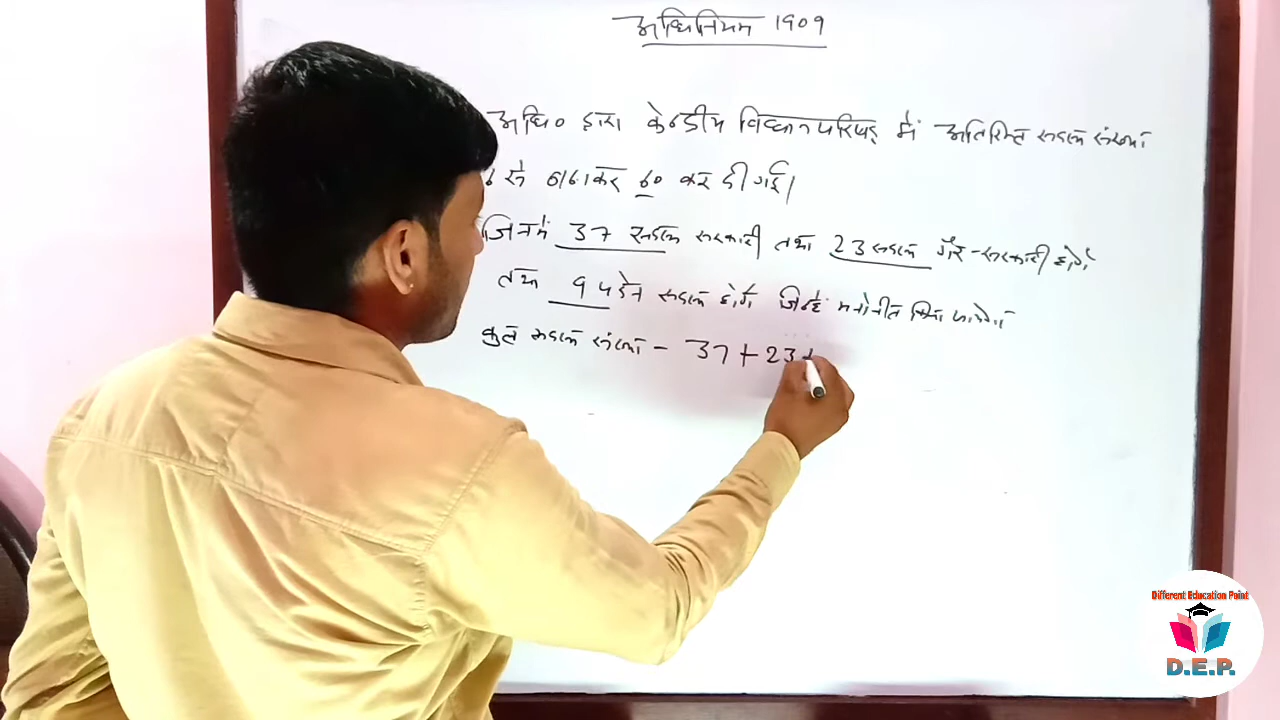 अधिनियम 1909
अधि० द्वारा केन्द्रीय विधानपरिषद् में अतिरिक्त सदस्य संख्या
से बढ़ाकर 60 कर दी गई।
जिनमें 37 सदस्य सरकारी तथा 23 सदस्य गैर-सरकारी होंगे
तथा 9 पदेन सदस्य होंगे जिन्हें मनोनीत किया जायेगा
कुल सदस्य संख्या - 37 + 23 +
Different Education Point
D.E.P.